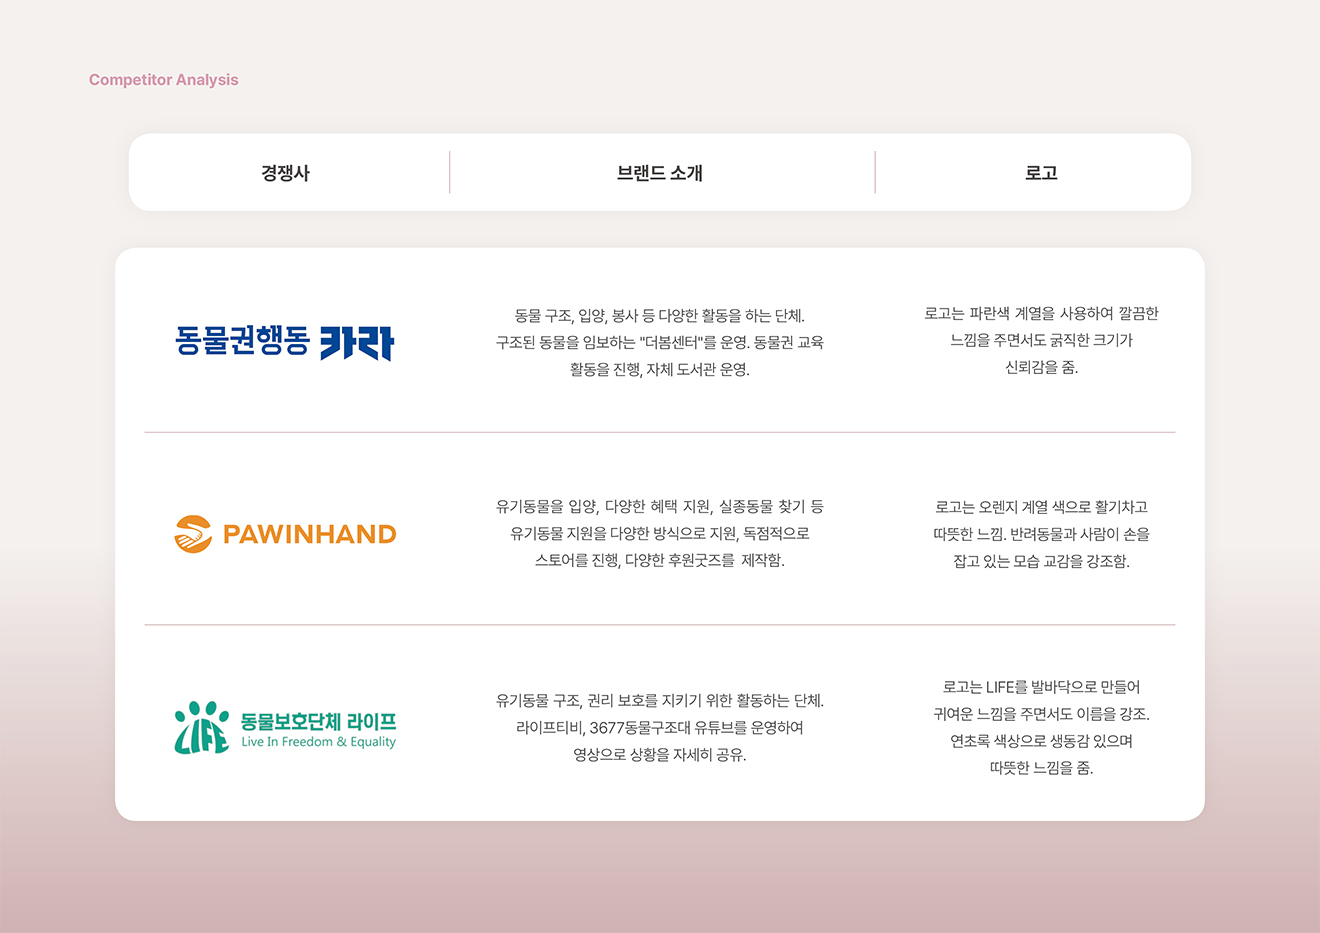 Competitor Analysis
경쟁사
브랜드 소개
로고
동물권행동 카라
동물 구조, 입양, 봉사 등 다양한 활동을 하는 단체.
구조된 동물을 임보하는 "더봄센터"를 운영. 동물권 교육
활동을 진행, 자체 도서관 운영.
로고는 파란색 계열을 사용하여 깔끔한
느낌을 주면서도 굵직한 크기가
신뢰감을 줌.
PAWINHAND
유기동물을 입양, 다양한 혜택 지원, 실종동물 찾기 등
유기동물 지원을 다양한 방식으로 지원, 독점적으로
스토어를 진행, 다양한 후원굿즈를 제작함.
로고는 오렌지 계열 색으로 활기차고
따뜻한 느낌. 반려동물과 사람이 손을
잡고 있는 모습 교감을 강조함.
LIFE
동물보호단체 라이프
Live In Freedom & Equality
유기동물 구조, 권리 보호를 지키기 위한 활동하는 단체.
라이프티비, 3677동물구조대 유튜브를 운영하여
영상으로 상황을 자세히 공유.
로고는 LIFE를 발바닥으로 만들어
귀여운 느낌을 주면서도 이름을 강조.
연초록 색상으로 생동감 있으며
따뜻한 느낌을 줌.